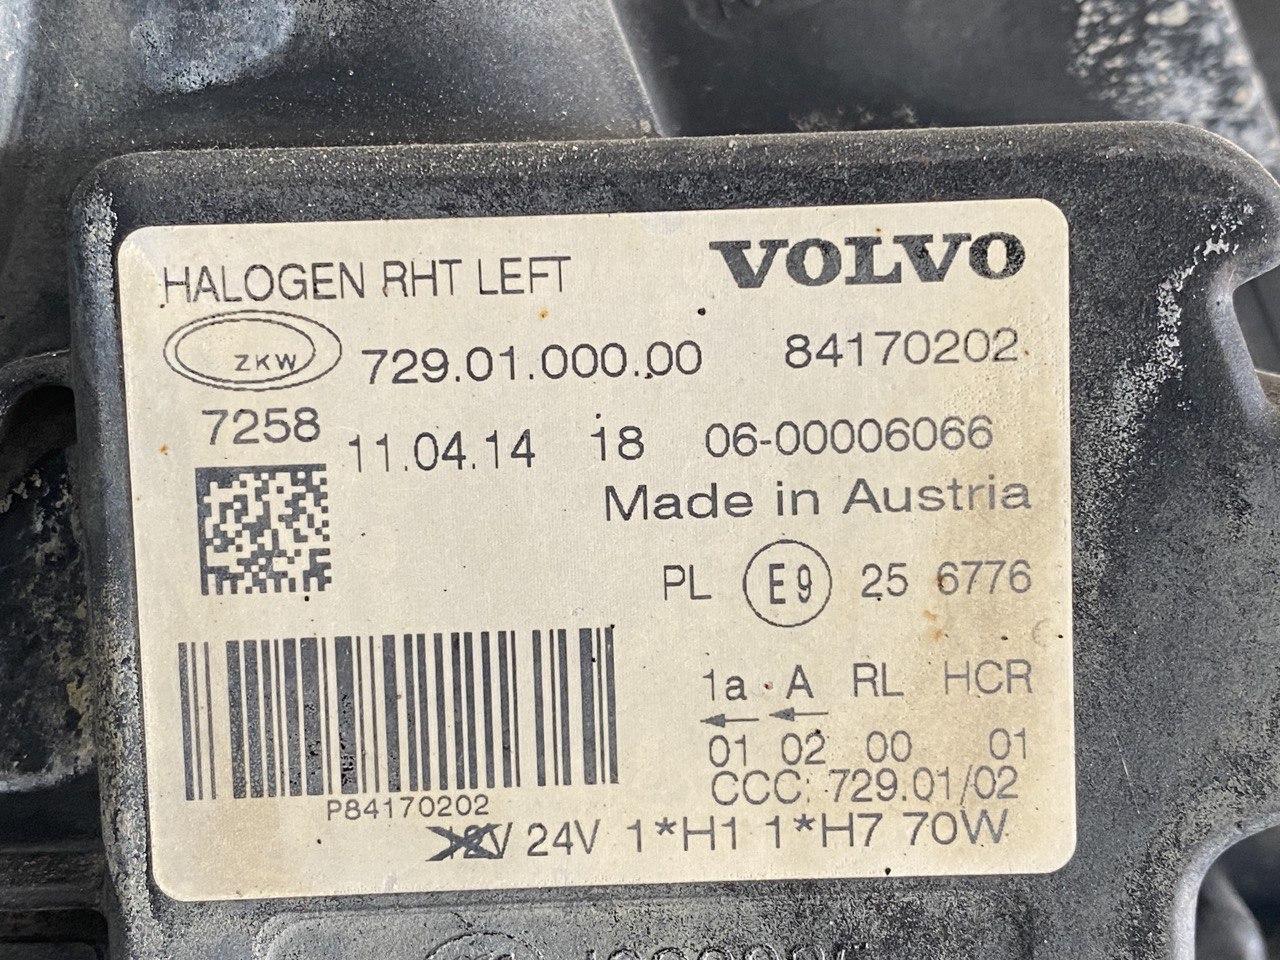 HALOGEN RHT LEFT VOLVO
ZKW 729.01.000.00 84170202
7258 11.04.14 18 06-00006066
Made in Austria
PL E9 25 6776
1a A RL HCR
01 02 00 01
CCC: 729.01/02
P84170202
12V 24V 1*H1 1*H7 70W